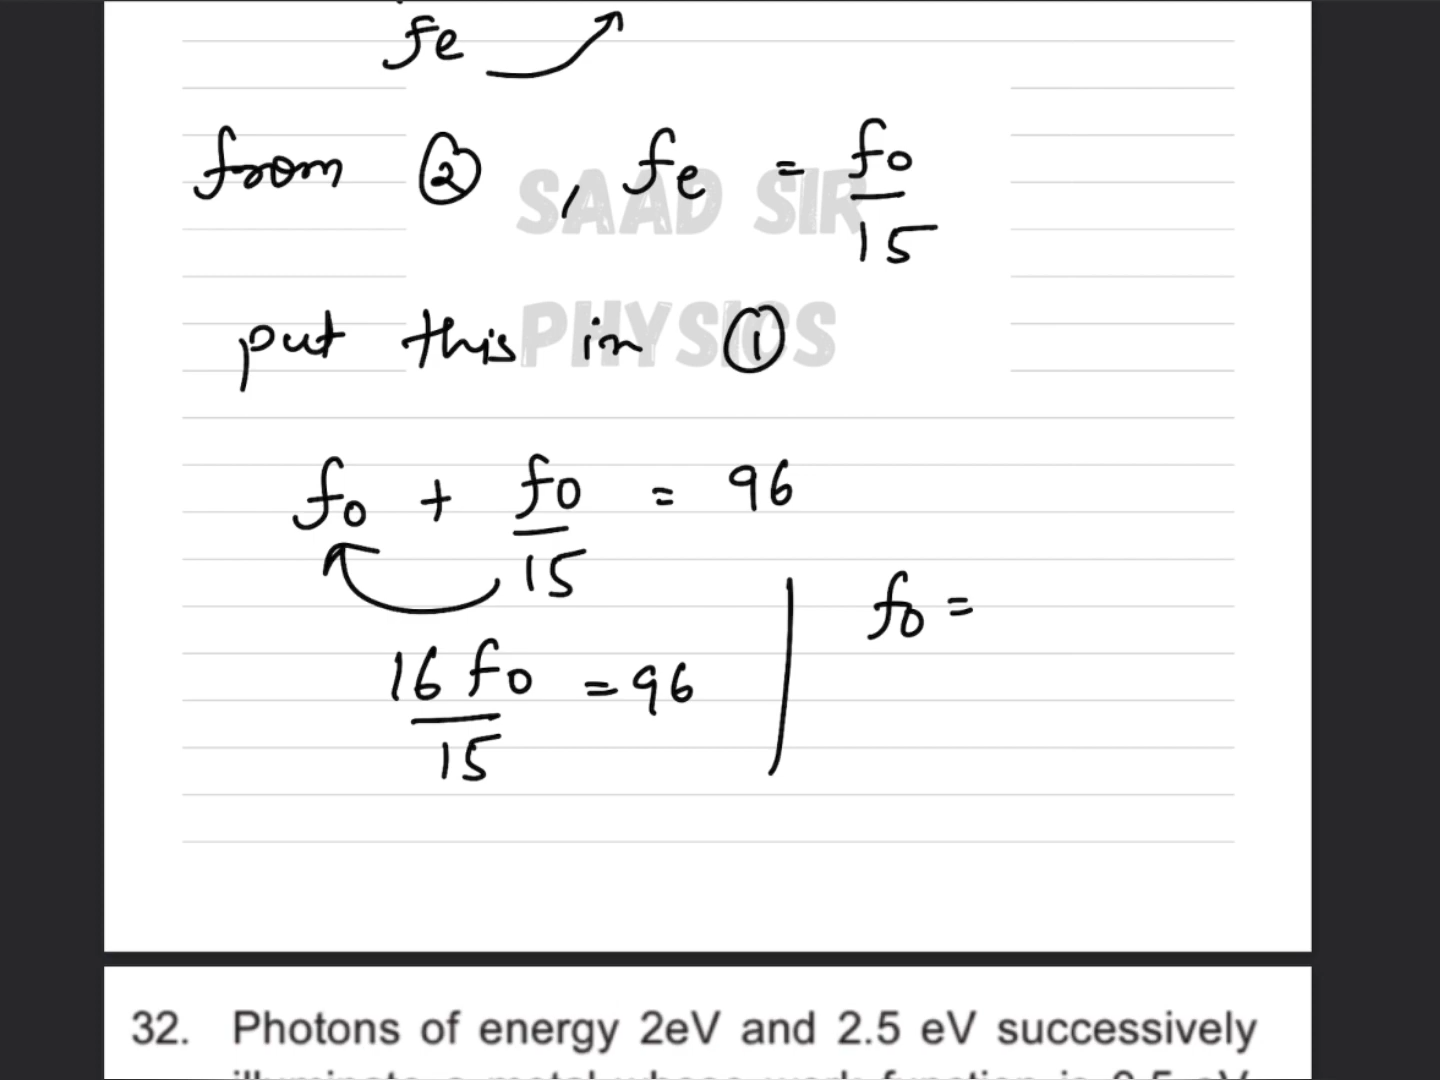 fe
from ② , fe = fo/15
SAAD SIR
put this in ①
PHYSICS
fo + fo/15 = 96
fo =
16 fo/15 = 96
32. Photons of energy 2eV and 2.5 eV successively